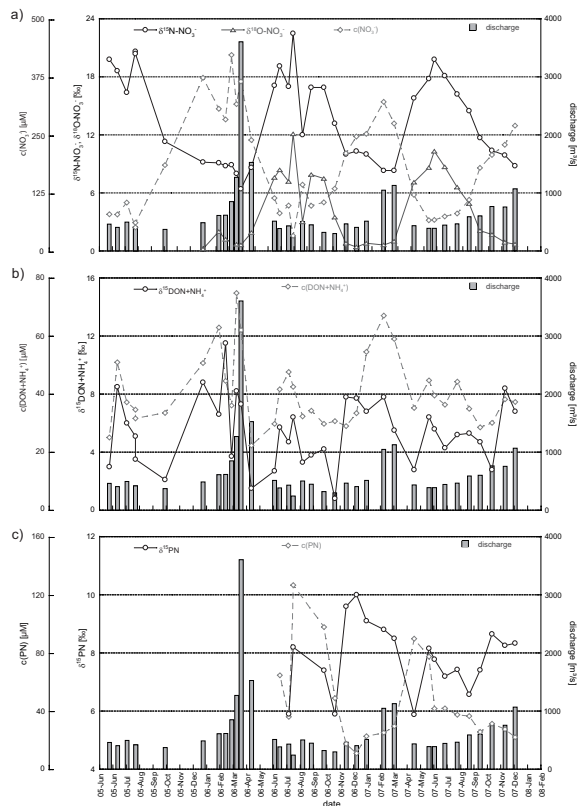 a)
δ¹⁵N-NO₃⁻
δ¹⁸O-NO₃⁻
c(NO₃⁻)
discharge
500
375
250
125
0
c(NO₃⁻) [µM]
24
18
12
6
0
δ¹⁵N-NO₃⁻, δ¹⁸O-NO₃⁻ [‰]
4000
3000
2000
1000
0
discharge [m³/s]
b)
δ¹⁵DON+NH₄⁺
c(DON+NH₄⁺)
discharge
80
60
40
20
0
c(DON+NH₄⁺) [µM]
16
12
8
4
0
δ¹⁵DON+NH₄⁺ [‰]
4000
3000
2000
1000
0
discharge [m³/s]
c)
δ¹⁵PN
c(PN)
discharge
160
120
80
40
0
c(PN) [µM]
12
10
8
6
4
δ¹⁵PN [‰]
4000
3000
2000
1000
0
discharge [m³/s]
05-Jun
05-Jun
05-Jul
05-Aug
05-Oct
05-Nov
05-Dec
06-Jan
06-Feb
06-Mar
06-Apr
06-May
06-Jun
06-Jul
06-Aug
06-Sep
06-Oct
06-Nov
06-Dec
07-Jan
07-Feb
07-Mar
07-Apr
07-May
07-Jun
07-Jul
07-Aug
07-Sep
07-Oct
07-Nov
07-Dec
08-Jan
08-Feb
date